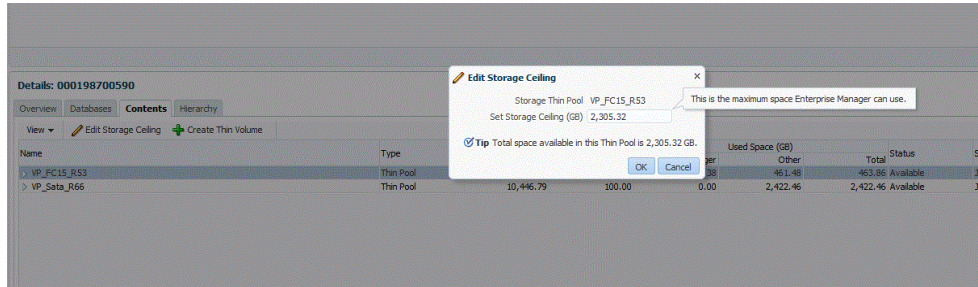 Details: 000198700590
Overview Databases Contents Hierarchy
View Edit Storage Ceiling Create Thin Volume
Edit Storage Ceiling
Storage Thin Pool VP_FC15_R53
Set Storage Ceiling (GB) 2,305.32
This is the maximum space Enterprise Manager can use.
Tip Total space available in this Thin Pool is 2,305.32 GB.
OK Cancel
Used Space (GB)
Name Type Other Total Status
VP_FC15_R53 Thin Pool 461.48 463.86 Available
VP_Sata_R66 Thin Pool 10,446.79 100.00 0.00 2,422.46 2,422.46 Available